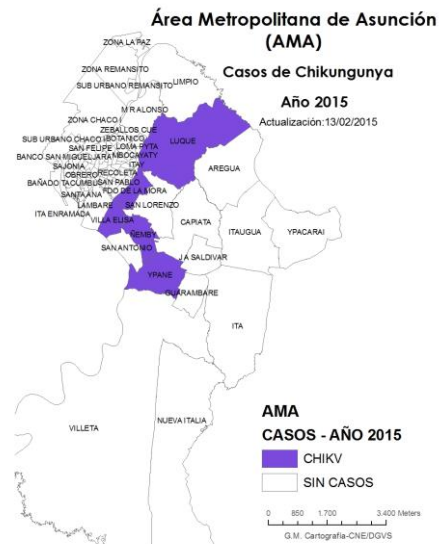 Área Metropolitana de Asunción
(AMA)
Casos de Chikungunya
Año 2015
Actualización:13/02/2015
ZONA LA PAZ
ZONA REMANSITO
SUB URBANO REMANSITO
LIMPIO
M R ALONSO
ZONA CHACO I
ZEBALLOS CUE
SUB URBANO CHACO I
BOTANICO
LUQUE
SAN FELIPE
LOMA PYTA
BANCO SAN MIGUEL
JARA
MBOCAYATY
SAJONIA
ITAY
AREGUA
OBRERO
RECOLETA
BAÑADO TACUMBU
SAN PABLO
SANTA ANA
FDO DE LA MORA
LAMBARE
SAN LORENZO
ITA ENRAMADA
VILLA ELISA
CAPIATA
ÑEMBY
ITAUGUA
YPACARAI
SAN ANTONIO
J A SALDIVAR
YPANE
GUARAMBARE
ITA
VILLETA
NUEVA ITALIA
AMA
CASOS - AÑO 2015
CHIKV
SIN CASOS
0 850 1.700 3.400 Meters
G.M. Cartografía-CNE/DGVS